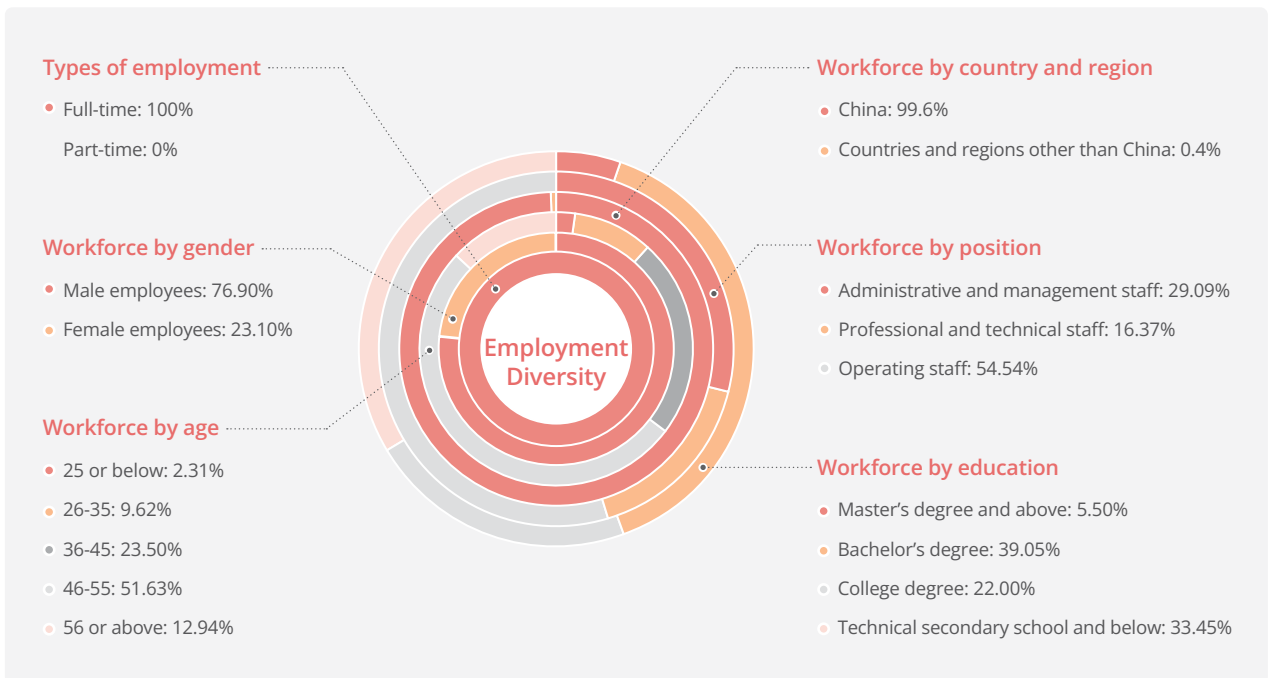 Types of employment
Full-time: 100%
Part-time: 0%
Workforce by gender
Male employees: 76.90%
Female employees: 23.10%
Workforce by age
25 or below: 2.31%
26-35: 9.62%
36-45: 23.50%
46-55: 51.63%
56 or above: 12.94%
Employment
Diversity
Workforce by country and region
China: 99.6%
Countries and regions other than China: 0.4%
Workforce by position
Administrative and management staff: 29.09%
Professional and technical staff: 16.37%
Operating staff: 54.54%
Workforce by education
Master’s degree and above: 5.50%
Bachelor’s degree: 39.05%
College degree: 22.00%
Technical secondary school and below: 33.45%